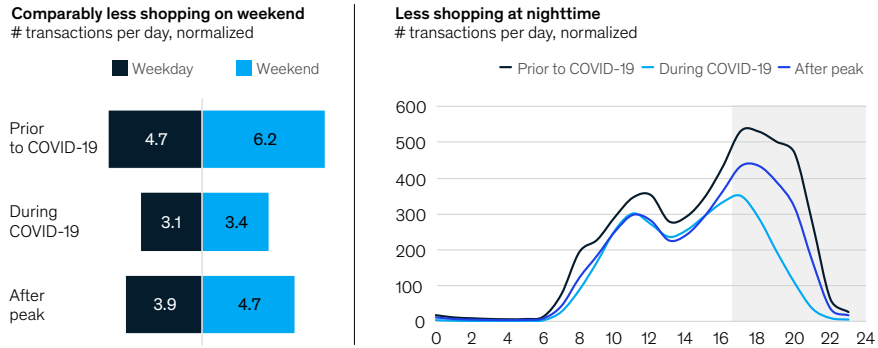 Comparably less shopping on weekend
# transactions per day, normalized
Weekday
Weekend
Prior
to COVID-19
4.7
6.2
During
COVID-19
3.1
3.4
After
peak
3.9
4.7
Less shopping at nighttime
# transactions per day, normalized
Prior to COVID-19
During COVID-19
After peak
600
500
400
300
200
100
0
0 2 4 6 8 10 12 14 16 18 20 22 24